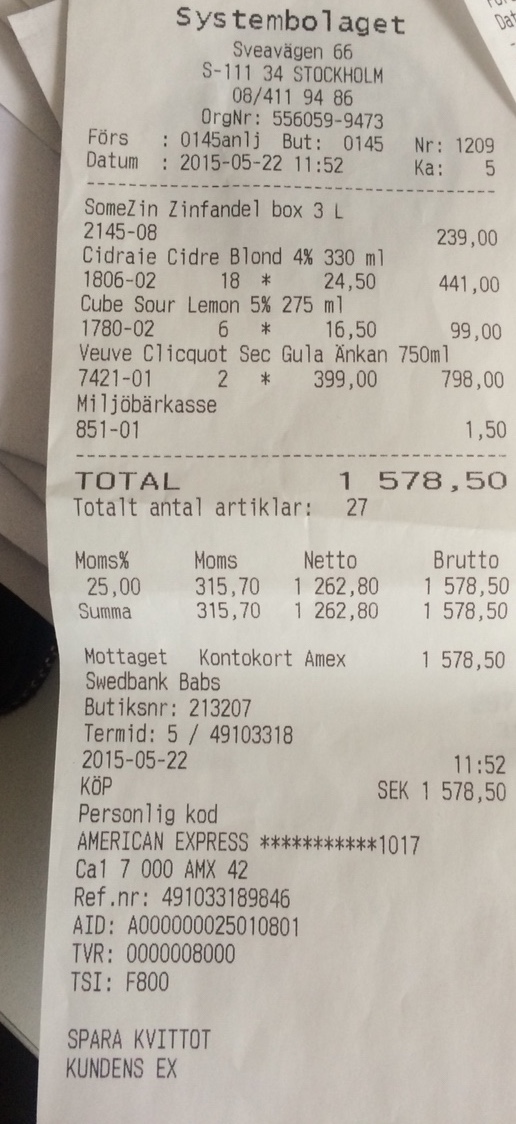 Systembolaget
Sveavägen 66
S-111 34 STOCKHOLM
08/411 94 86
OrgNr: 556059-9473
Förs : 0145anlj But: 0145 Nr: 1209
Datum : 2015-05-22 11:52 Ka: 5
SomeZin Zinfandel box 3 L
2145-08 239,00
Cidraie Cidre Blond 4% 330 ml
1806-02 18 * 24,50 441,00
Cube Sour Lemon 5% 275 ml
1780-02 6 * 16,50 99,00
Veuve Clicquot Sec Gula Änkan 750ml
7421-01 2 * 399,00 798,00
Miljöbärkasse
851-01 1,50
TOTAL 1 578,50
Totalt antal artiklar: 27
Moms% Moms Netto Brutto
25,00 315,70 1 262,80 1 578,50
Summa 315,70 1 262,80 1 578,50
Mottaget Kontokort Amex 1 578,50
Swedbank Babs
Butiksnr: 213207
Termid: 5 / 49103318
2015-05-22 11:52
KÖP SEK 1 578,50
Personlig kod
AMERICAN EXPRESS ***********1017
Ca1 7 000 AMX 42
Ref.nr: 491033189846
AID: A000000025010801
TVR: 0000008000
TSI: F800
SPARA KVITTOT
KUNDENS EX